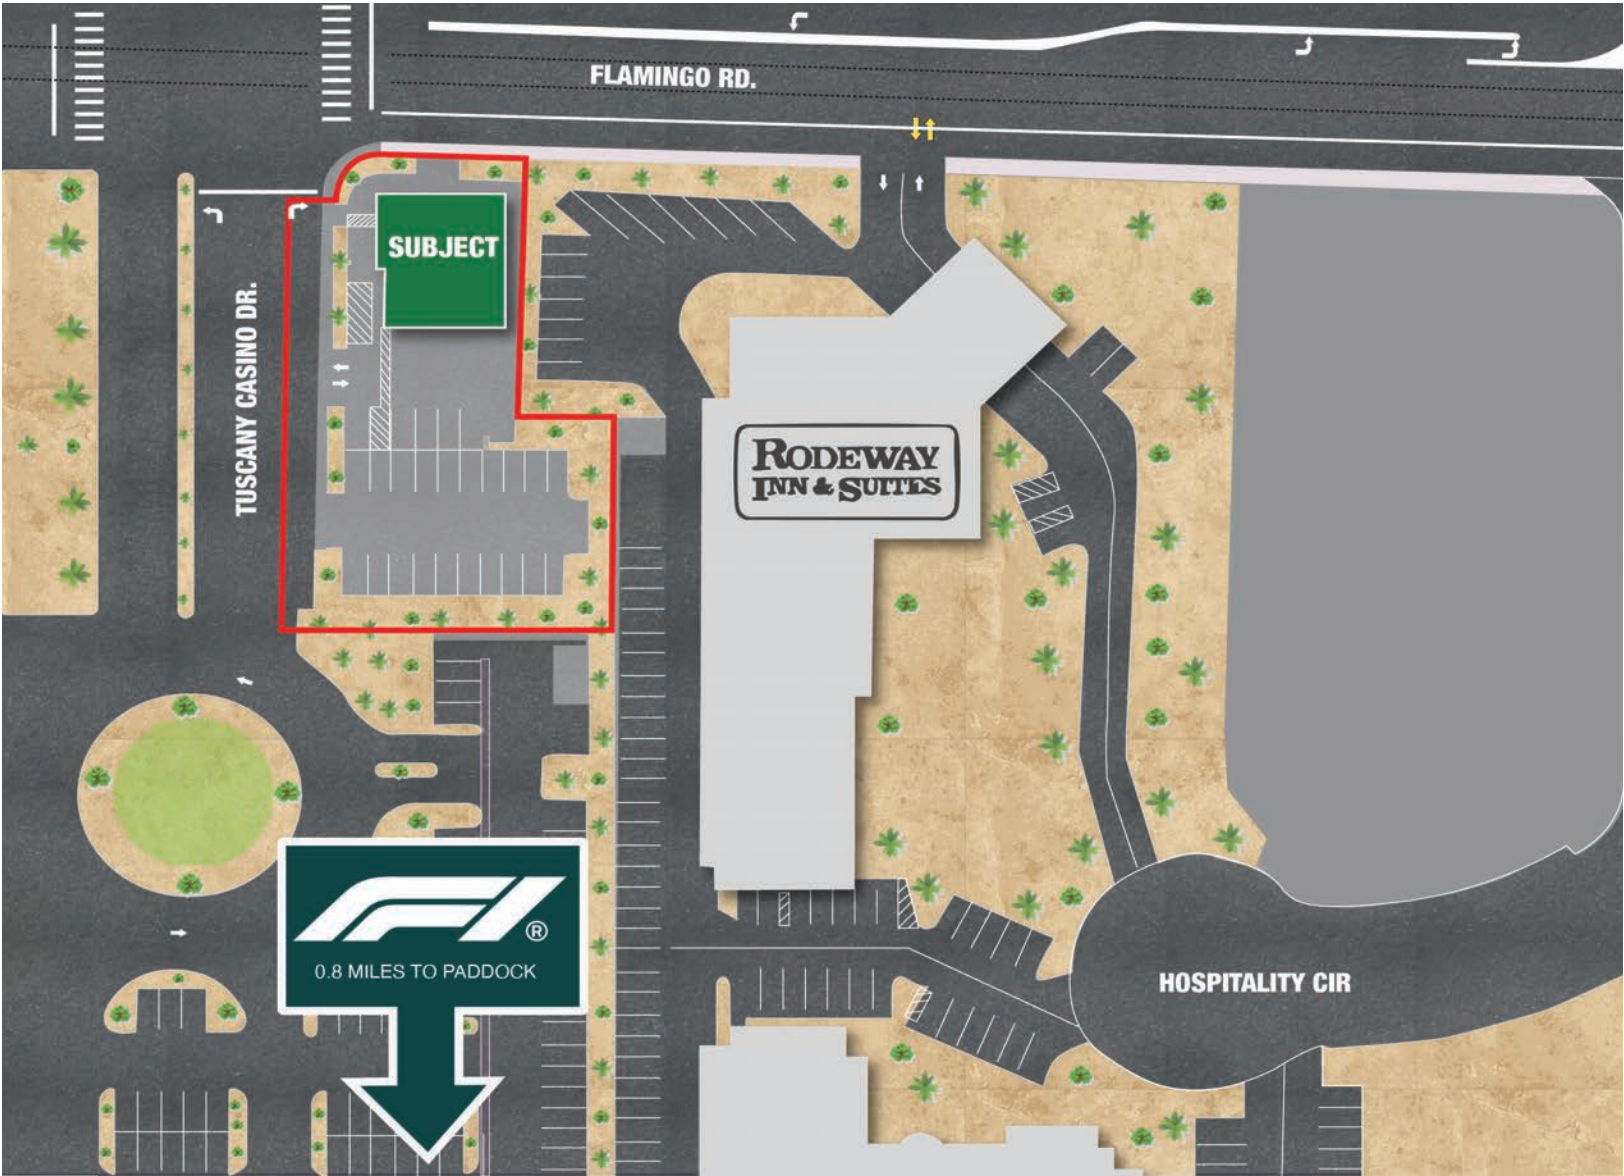 FLAMINGO RD.
SUBJECT
TUSCANY CASINO DR.
RODEWAY
INN & SUITES
F1®
0.8 MILES TO PADDOCK
HOSPITALITY CIR